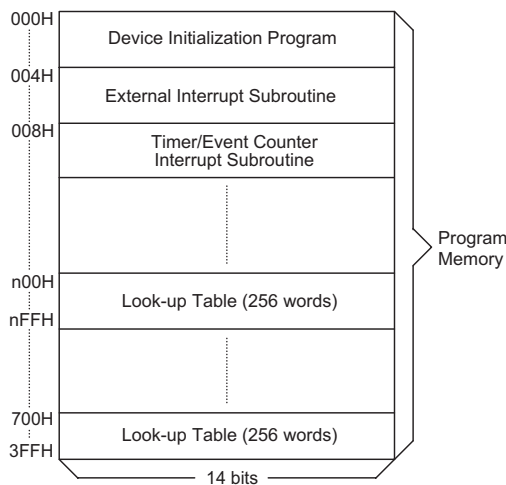 000H
Device Initialization Program
004H
External Interrupt Subroutine
008H
Timer/Event Counter
Interrupt Subroutine
Program
Memory
n00H
Look-up Table (256 words)
nFFH
700H
Look-up Table (256 words)
3FFH
14 bits